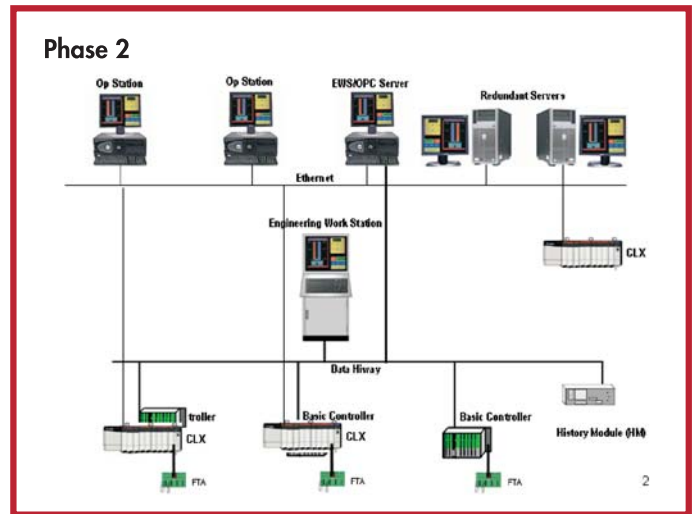 Phase 2
Op Station
Op Station
EWS/OPC Server
Redundant Servers
Ethernet
Engineering Work Station
CLX
Data Hiway
troller
Basic Controller
Basic Controller
CLX
CLX
History Module (HM)
FTA
FTA
FTA
2